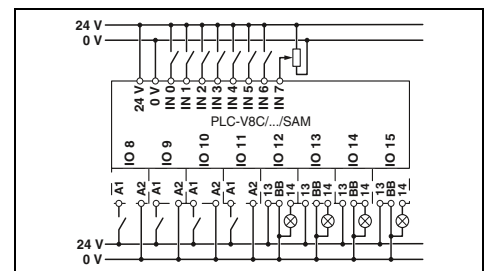 24 V
0 V
24 V
0 V
IN 0
IN 1
IN 2
IN 3
IN 4
IN 5
IN 6
IN 7
PLC-V8C/.../SAM
IO 8
IO 9
IO 10
IO 11
IO 12
IO 13
IO 14
IO 15
A1
A2
A1
A2
A1
A2
A1
A2
13
BB
14
13
BB
14
13
BB
14
13
BB
14
24 V
0 V